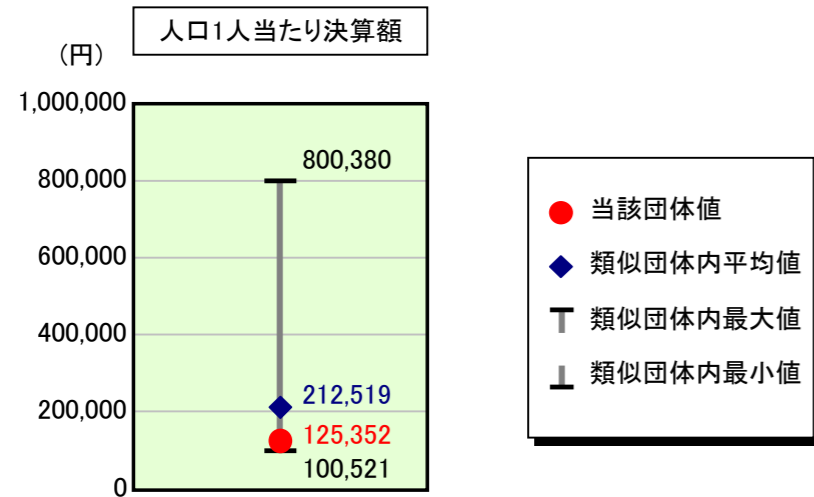 人口1人当たり決算額
(円)
1,000,000
800,000
600,000
400,000
200,000
0
800,380
212,519
125,352
100,521
当該団体値
類似団体内平均値
類似団体内最大値
類似団体内最小値